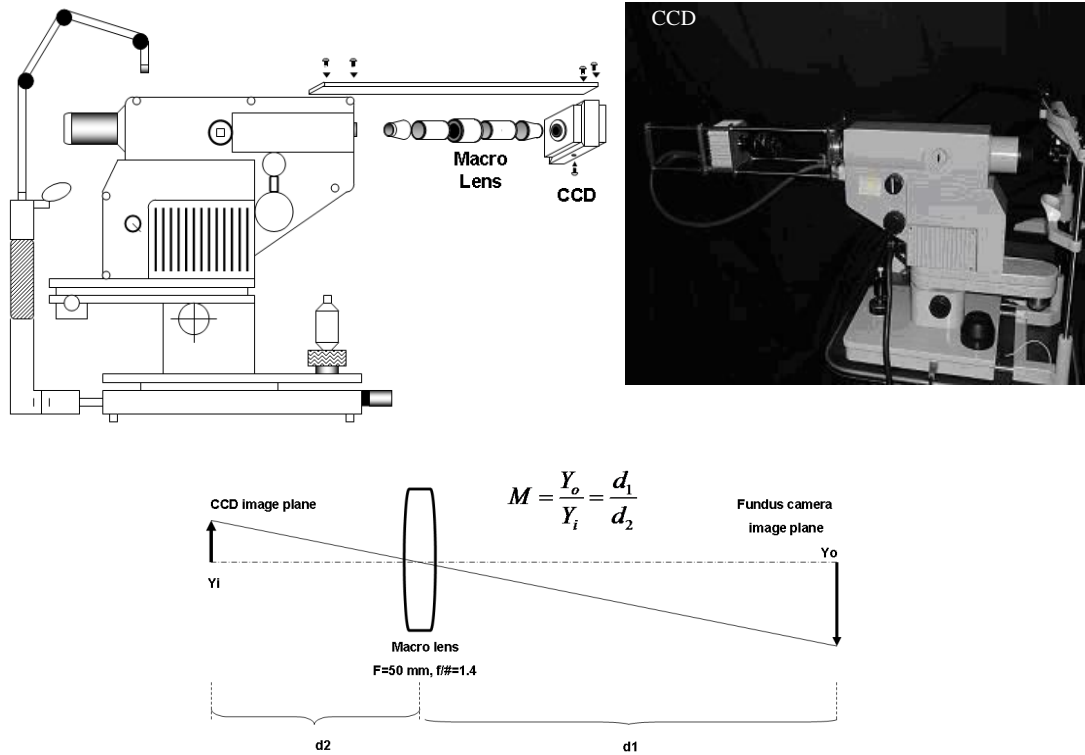 CCD
Macro
Lens
CCD
M = Yo/Yi = d1/d2
CCD image plane
Fundus camera
image plane
Yo
Yi
Macro lens
F=50 mm, f/#=1.4
d2
d1